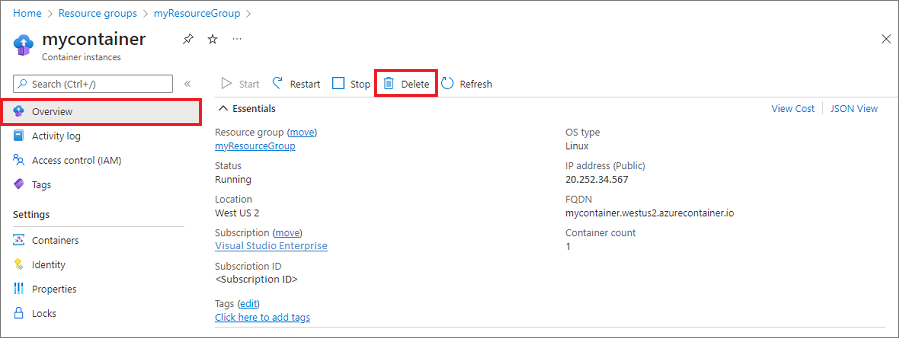 Home > Resource groups > myResourceGroup >
mycontainer
Container instances
Search (Ctrl+/)
Start Restart Stop Delete Refresh
Overview
Activity log
Access control (IAM)
Tags
Settings
Containers
Identity
Properties
Locks
Essentials
View Cost JSON View
Resource group (move)
myResourceGroup
Status
Running
Location
West US 2
Subscription (move)
Visual Studio Enterprise
Subscription ID
<Subscription ID>
Tags (edit)
Click here to add tags
OS type
Linux
IP address (Public)
20.252.34.567
FQDN
mycontainer.westus2.azurecontainer.io
Container count
1